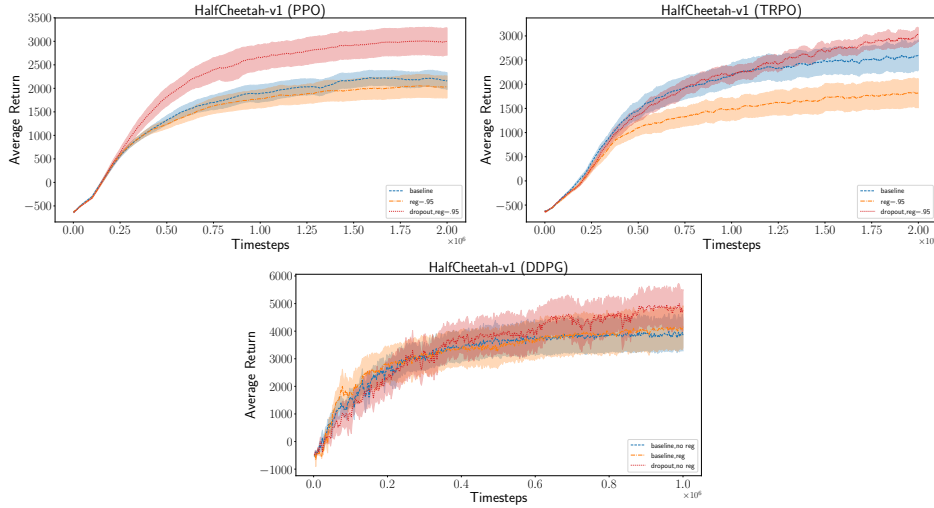 HalfCheetah-v1 (PPO)
3500
3000
2500
2000
1500
1000
500
0
−500
Average Return
0.00
0.25
0.50
0.75
1.00
1.25
1.50
1.75
2.00
×10⁶
Timesteps
baseline
reg=.95
dropout,reg=.95
HalfCheetah-v1 (TRPO)
3000
2500
2000
1500
1000
500
0
−500
Average Return
0.00
0.25
0.50
0.75
1.00
1.25
1.50
1.75
2.00
×10
Timesteps
baseline
reg=.95
dropout,reg=.95
HalfCheetah-v1 (DDPG)
6000
5000
4000
3000
2000
1000
0
−1000
Average Return
0.0
0.2
0.4
0.6
0.8
1.0
×10⁶
Timesteps
baseline,no reg
baseline,reg
dropout,no reg